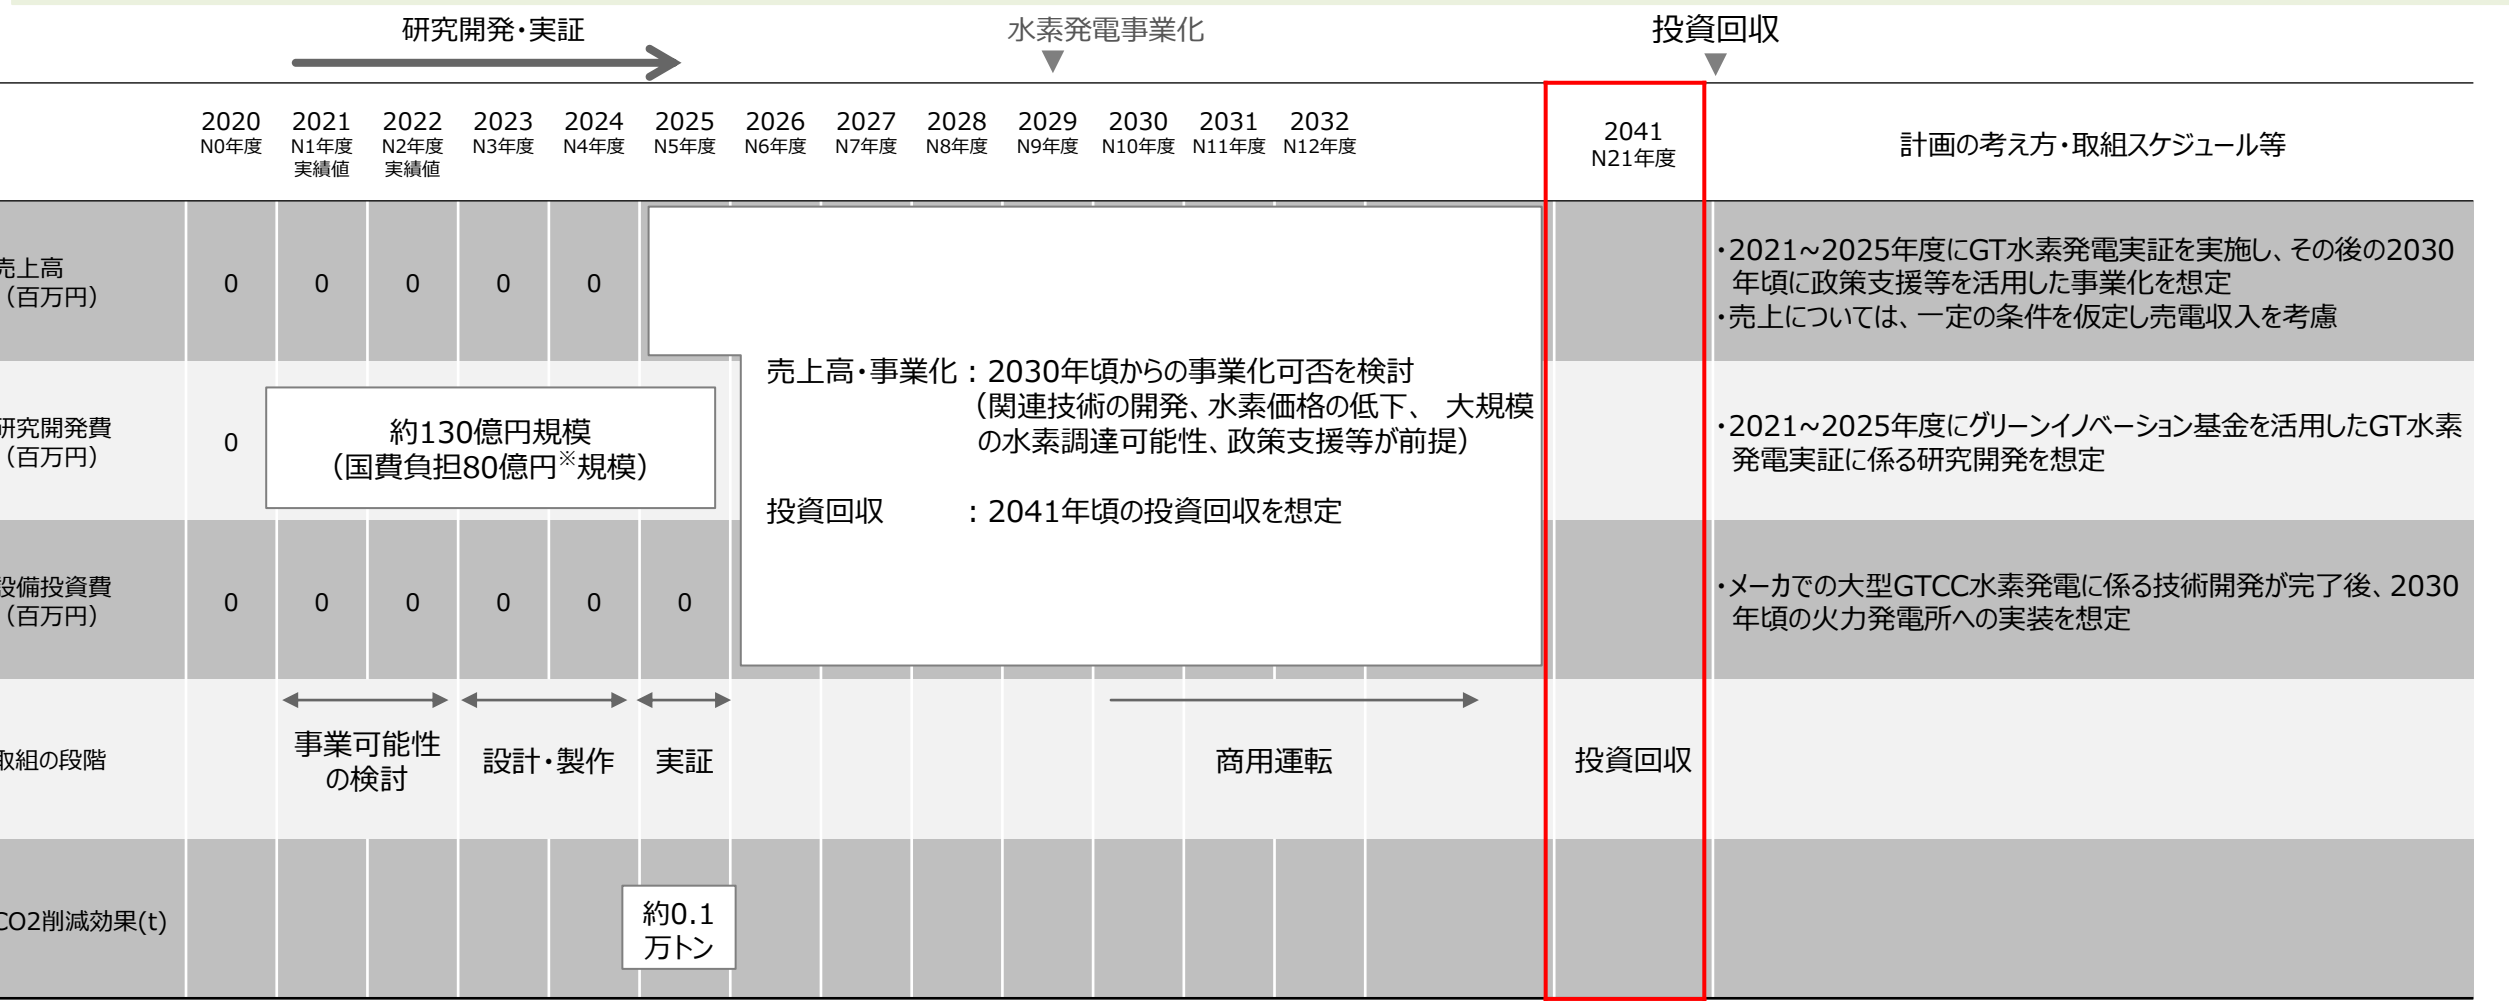 研究開発・実証
水素発電事業化
投資回収
2020
N0年度
2021
N1年度
実績値
2022
N2年度
実績値
2023
N3年度
2024
N4年度
2025
N5年度
2026
N6年度
2027
N7年度
2028
N8年度
2029
N9年度
2030
N10年度
2031
N11年度
2032
N12年度
2041
N21年度
計画の考え方・取組スケジュール等
売上高
（百万円）
0 0 0 0 0
・2021~2025年度にGT水素発電実証を実施し、その後の2030
年頃に政策支援等を活用した事業化を想定
・売上については、一定の条件を仮定し売電収入を考慮
売上高・事業化：2030年頃からの事業化可否を検討
（関連技術の開発、水素価格の低下、 大規模
の水素調達可能性、政策支援等が前提）
投資回収 ：2041年頃の投資回収を想定
研究開発費
（百万円）
0
約130億円規模
（国費負担80億円※規模）
・2021~2025年度にグリーンイノベーション基金を活用したGT水素
発電実証に係る研究開発を想定
設備投資費
（百万円）
0 0 0 0 0 0
・メーカでの大型GTCC水素発電に係る技術開発が完了後、2030
年頃の火力発電所への実装を想定
取組の段階
事業可能性
の検討
設計・製作
実証
商用運転
投資回収
CO2削減効果(t)
約0.1
万トン